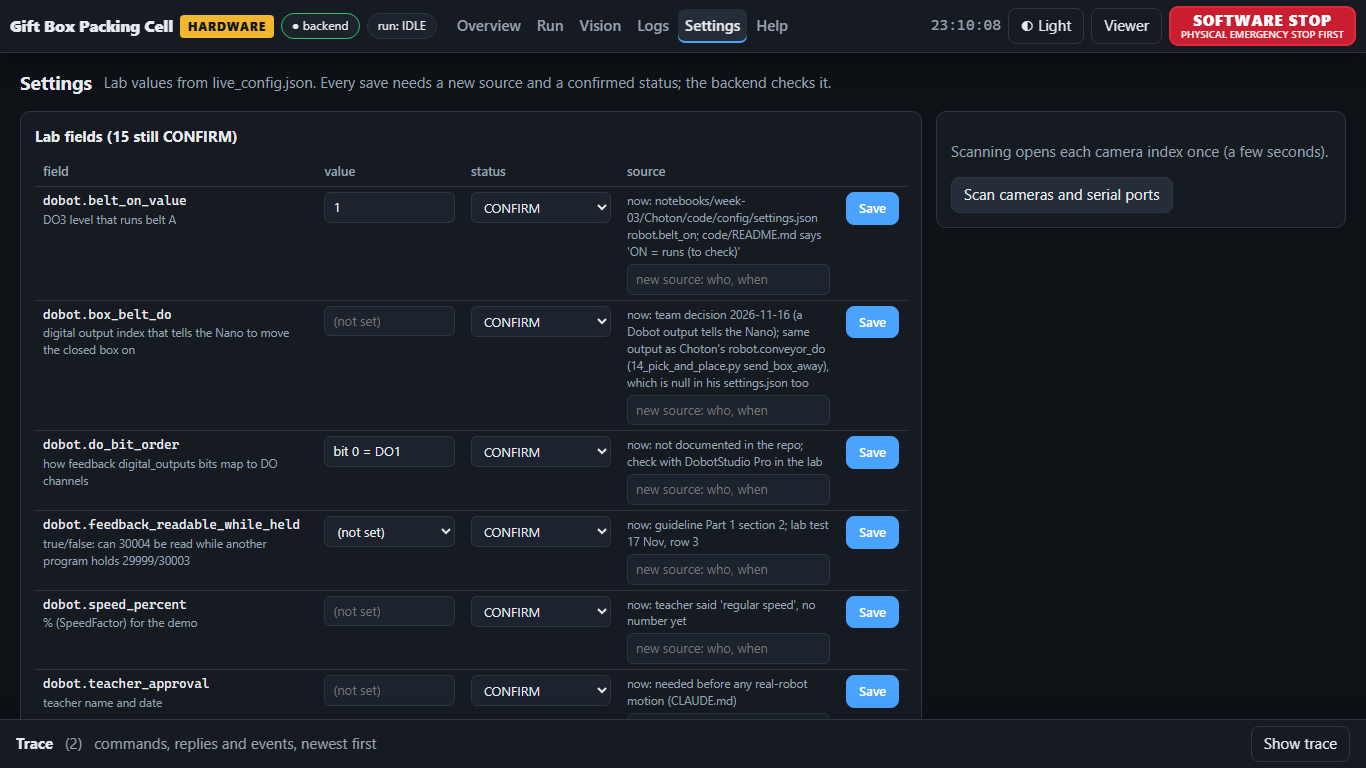 Gift Box Packing Cell HARDWARE ● backend run: IDLE Overview Run Vision Logs Settings Help 23:10:08 ◐ Light Viewer SOFTWARE STOP
PHYSICAL EMERGENCY STOP FIRST
Settings Lab values from live_config.json. Every save needs a new source and a confirmed status; the backend checks it.
Lab fields (15 still CONFIRM)
field value status source
dobot.belt_on_value
DO3 level that runs belt A
1
CONFIRM
now: notebooks/week-
03/Choton/code/config/settings.json
robot.belt_on; code/README.md says
'ON = runs (to check)'
new source: who, when
Save
dobot.box_belt_do
digital output index that tells the Nano to move
the closed box on
(not set)
CONFIRM
now: team decision 2026-11-16 (a
Dobot output tells the Nano); same
output as Choton's robot.conveyor_do
(14_pick_and_place.py send_box_away),
which is null in his settings.json too
new source: who, when
Save
dobot.do_bit_order
how feedback digital_outputs bits map to DO
channels
bit 0 = DO1
CONFIRM
now: not documented in the repo;
check with DobotStudio Pro in the lab
new source: who, when
Save
dobot.feedback_readable_while_held
true/false: can 30004 be read while another
program holds 29999/30003
(not set)
CONFIRM
now: guideline Part 1 section 2; lab test
17 Nov, row 3
new source: who, when
Save
dobot.speed_percent
% (SpeedFactor) for the demo
(not set)
CONFIRM
now: teacher said 'regular speed', no
number yet
new source: who, when
Save
dobot.teacher_approval
teacher name and date
(not set)
CONFIRM
now: needed before any real-robot
motion (CLAUDE.md)
Save
Scanning opens each camera index once (a few seconds).
Scan cameras and serial ports
Trace (2) commands, replies and events, newest first
Show trace